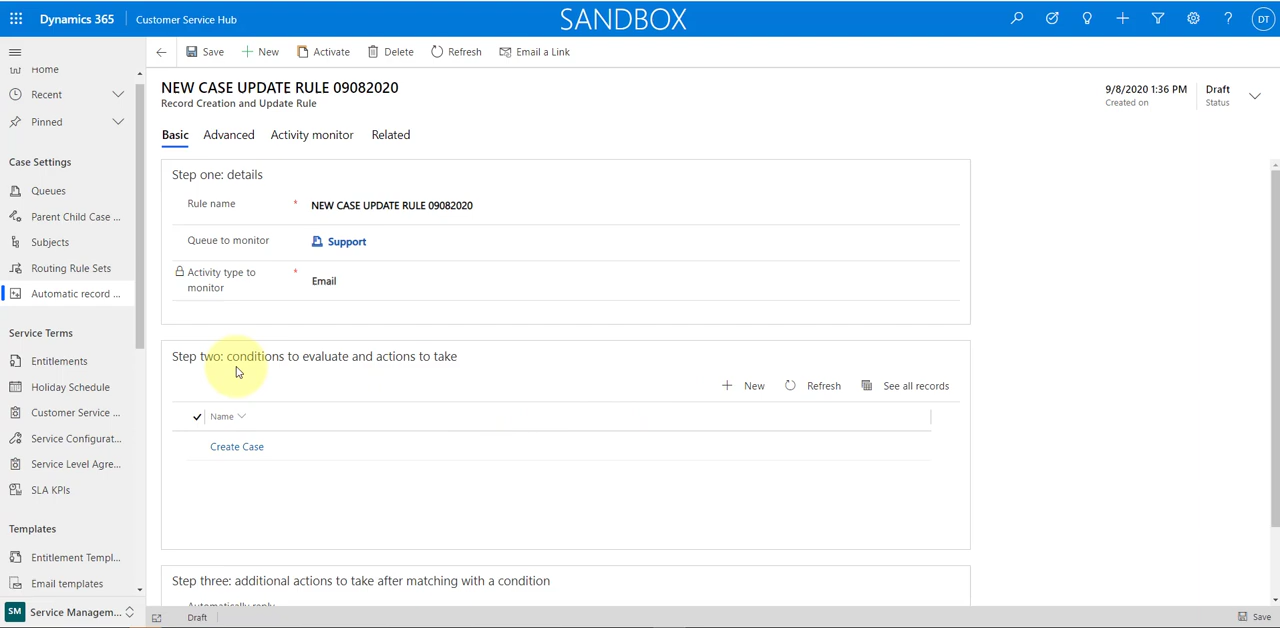 Dynamics 365
Customer Service Hub
SANDBOX
DT
Save
New
Activate
Delete
Refresh
Email a Link
Home
Recent
Pinned
Case Settings
Queues
Parent Child Case ...
Subjects
Routing Rule Sets
Automatic record ...
Service Terms
Entitlements
Holiday Schedule
Customer Service ...
Service Configurat...
Service Level Agre...
SLA KPIs
Templates
Entitlement Templ...
Email templates
SM Service Managem...
NEW CASE UPDATE RULE 09082020
Record Creation and Update Rule
9/8/2020 1:36 PM
Created on
Draft
Status
Basic
Advanced
Activity monitor
Related
Step one: details
Rule name * NEW CASE UPDATE RULE 09082020
Queue to monitor Support
Activity type to
monitor
* Email
Step two: conditions to evaluate and actions to take
New
Refresh
See all records
Name
Create Case
Step three: additional actions to take after matching with a condition
Automatically reply
Draft
Save